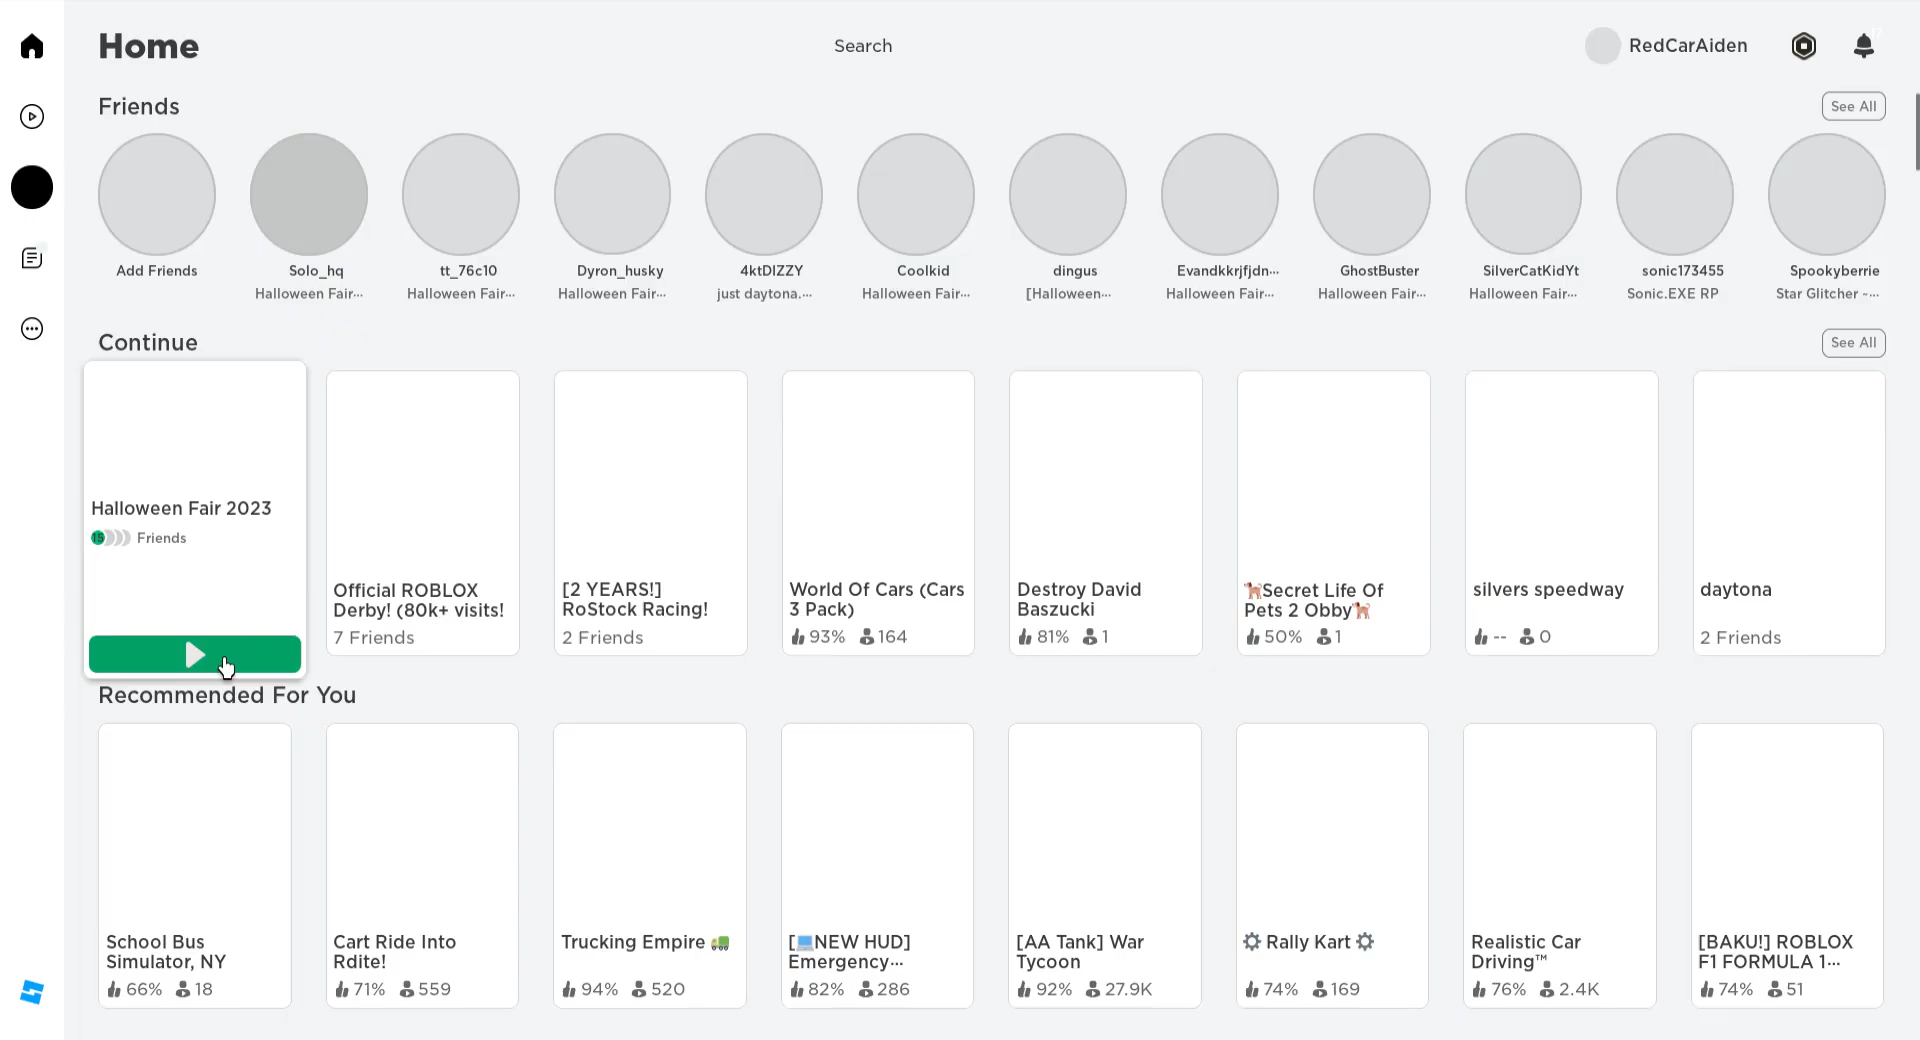 Home
Search
RedCarAiden
Friends
See All
Add Friends
Solo_hq
Halloween Fair···
tt_76c10
Halloween Fair···
Dyron_husky
Halloween Fair···
4ktDIZZY
just daytona.···
Coolkid
Halloween Fair···
dingus
[Halloween···
Evandkkrjfjdn···
Halloween Fair···
GhostBuster
Halloween Fair···
SilverCatKidYt
Halloween Fair···
sonic173455
Sonic.EXE RP
Spookyberrie
Star Glitcher ~···
Continue
See All
Halloween Fair 2023
15 Friends
Official ROBLOX
Derby! (80k+ visits!
7 Friends
[2 YEARS!]
RoStock Racing!
2 Friends
World Of Cars (Cars
3 Pack)
93% 164
Destroy David
Baszucki
81% 1
🐕Secret Life Of
Pets 2 Obby🐕
50% 1
silvers speedway
-- 0
daytona
2 Friends
Recommended For You
School Bus
Simulator, NY
66% 18
Cart Ride Into
Rdite!
71% 559
Trucking Empire 🚛
94% 520
[💻NEW HUD]
Emergency···
82% 286
[AA Tank] War
Tycoon
92% 27.9K
⚙ Rally Kart ⚙
74% 169
Realistic Car
Driving™
76% 2.4K
[BAKU!] ROBLOX
F1 FORMULA 1···
74% 51